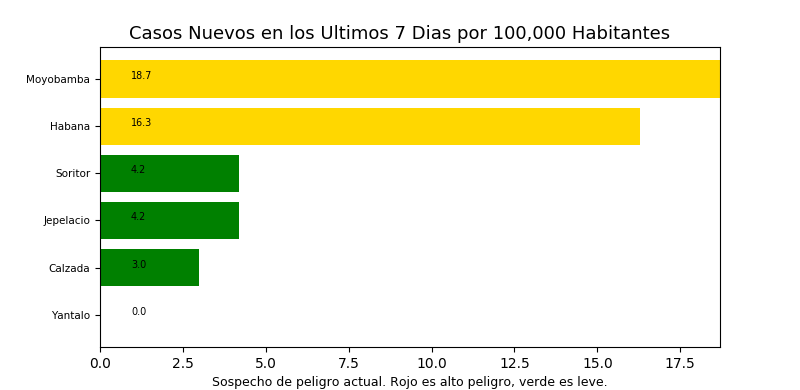 Casos Nuevos en los Ultimos 7 Dias por 100,000 Habitantes
Moyobamba 18.7
Habana 16.3
Soritor 4.2
Jepelacio 4.2
Calzada 3.0
Yantalo 0.0
0.0 2.5 5.0 7.5 10.0 12.5 15.0 17.5
Sospecho de peligro actual. Rojo es alto peligro, verde es leve.